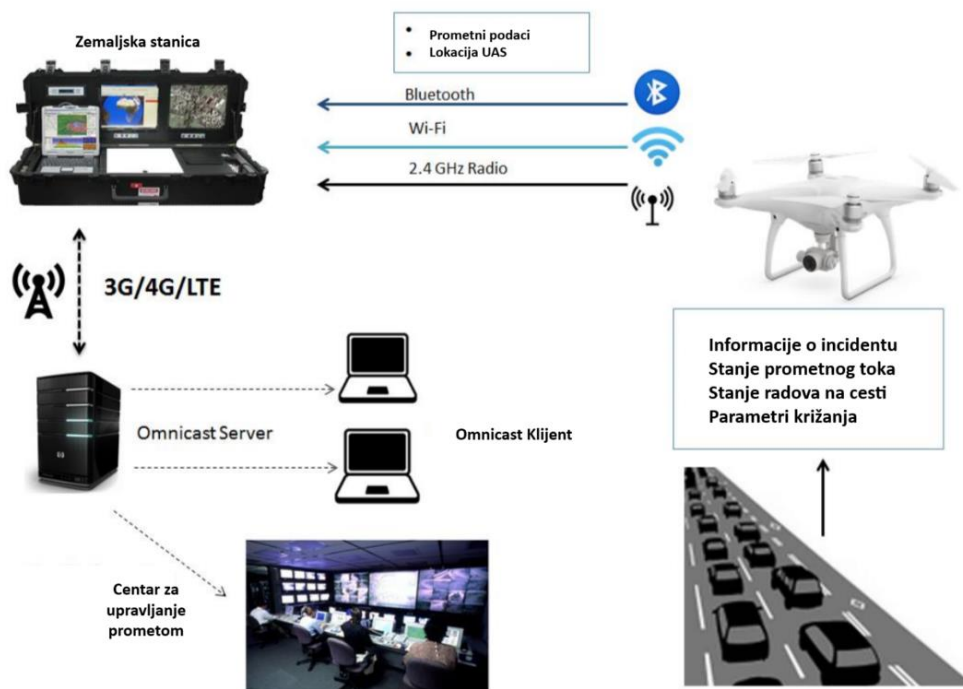 Zemaljska stanica
Prometni podaci
Lokacija UAS
Bluetooth
Wi-Fi
2.4 GHz Radio
3G/4G/LTE
Informacije o incidentu
Stanje prometnog toka
Stanje radova na cesti
Parametri križanja
Omnicast Server
Omnicast Klijent
Centar za
upravljanje
prometom